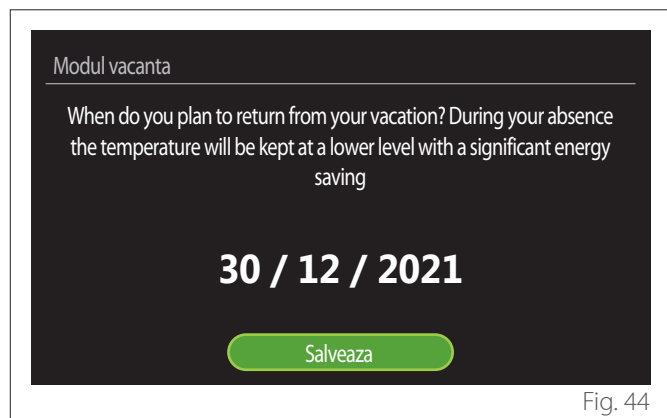 Modul vacanta
When do you plan to return from your vacation? During your absence
the temperature will be kept at a lower level with a significant energy
saving
30 / 12 / 2021
Salveaza
Fig. 44